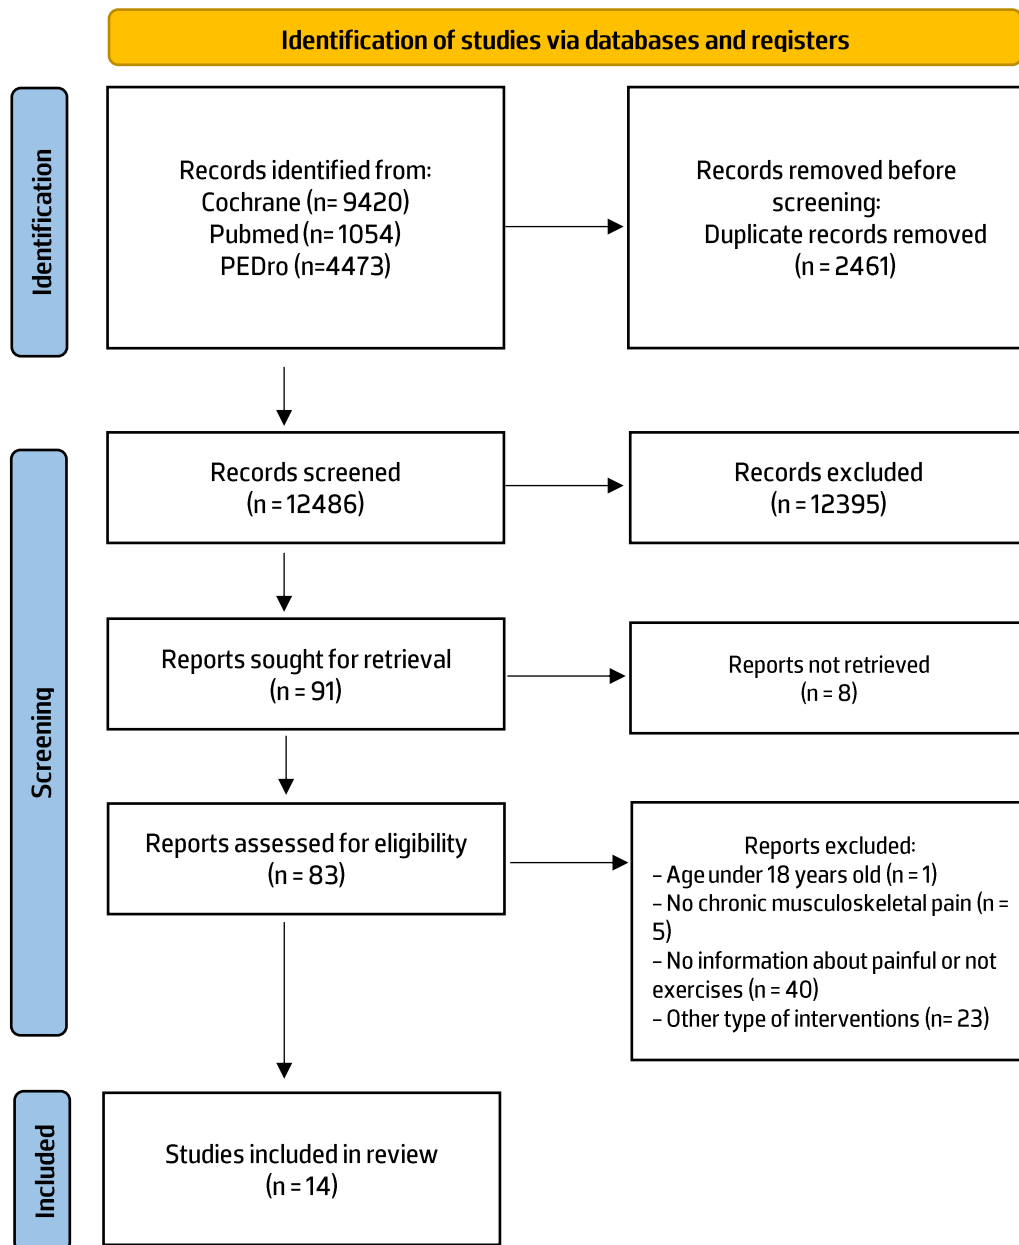 Identification of studies via databases and registers
Identification
Records identified from:
Cochrane (n= 9420)
Pubmed (n= 1054)
PEDro (n=4473)
Records removed before
screening:
Duplicate records removed
(n = 2461)
Screening
Records screened
(n = 12486)
Records excluded
(n = 12395)
Reports sought for retrieval
(n = 91)
Reports not retrieved
(n = 8)
Reports assessed for eligibility
(n = 83)
Reports excluded:
– Age under 18 years old (n = 1)
– No chronic musculoskeletal pain (n =
5)
– No information about painful or not
exercises (n = 40)
– Other type of interventions (n= 23)
Included
Studies included in review
(n = 14)